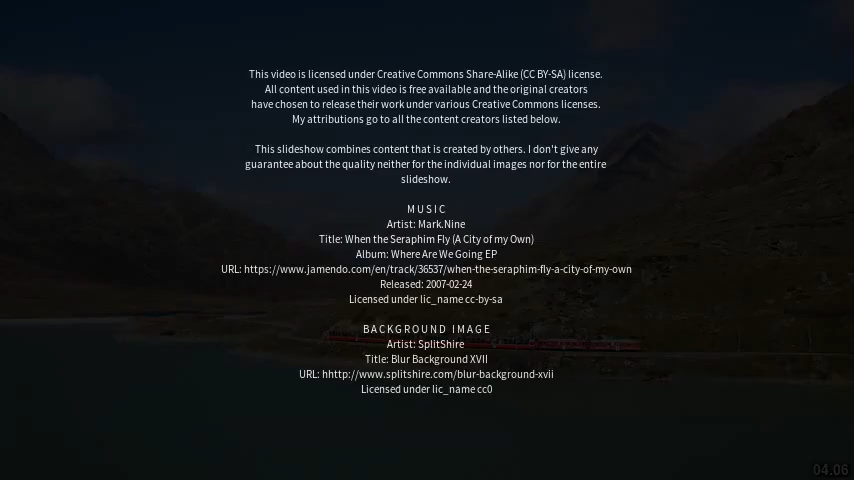 This video is licensed under Creative Commons Share-Alike (CC BY-SA) license.
All content used in this video is free available and the original creators
have chosen to release their work under various Creative Commons licenses.
My attributions go to all the content creators listed below.
This slideshow combines content that is created by others. I don't give any
guarantee about the quality neither for the individual images nor for the entire
slideshow.
MUSIC
Artist: Mark.Nine
Title: When the Seraphim Fly (A City of my Own)
Album: Where Are We Going EP
URL: https://www.jamendo.com/en/track/36537/when-the-seraphim-fly-a-city-of-my-own
Released: 2007-02-24
Licensed under lic_name cc-by-sa
BACKGROUND IMAGE
Artist: SplitShire
Title: Blur Background XVII
URL: hhttp://www.splitshire.com/blur-background-xvii
Licensed under lic_name cc0
04.06